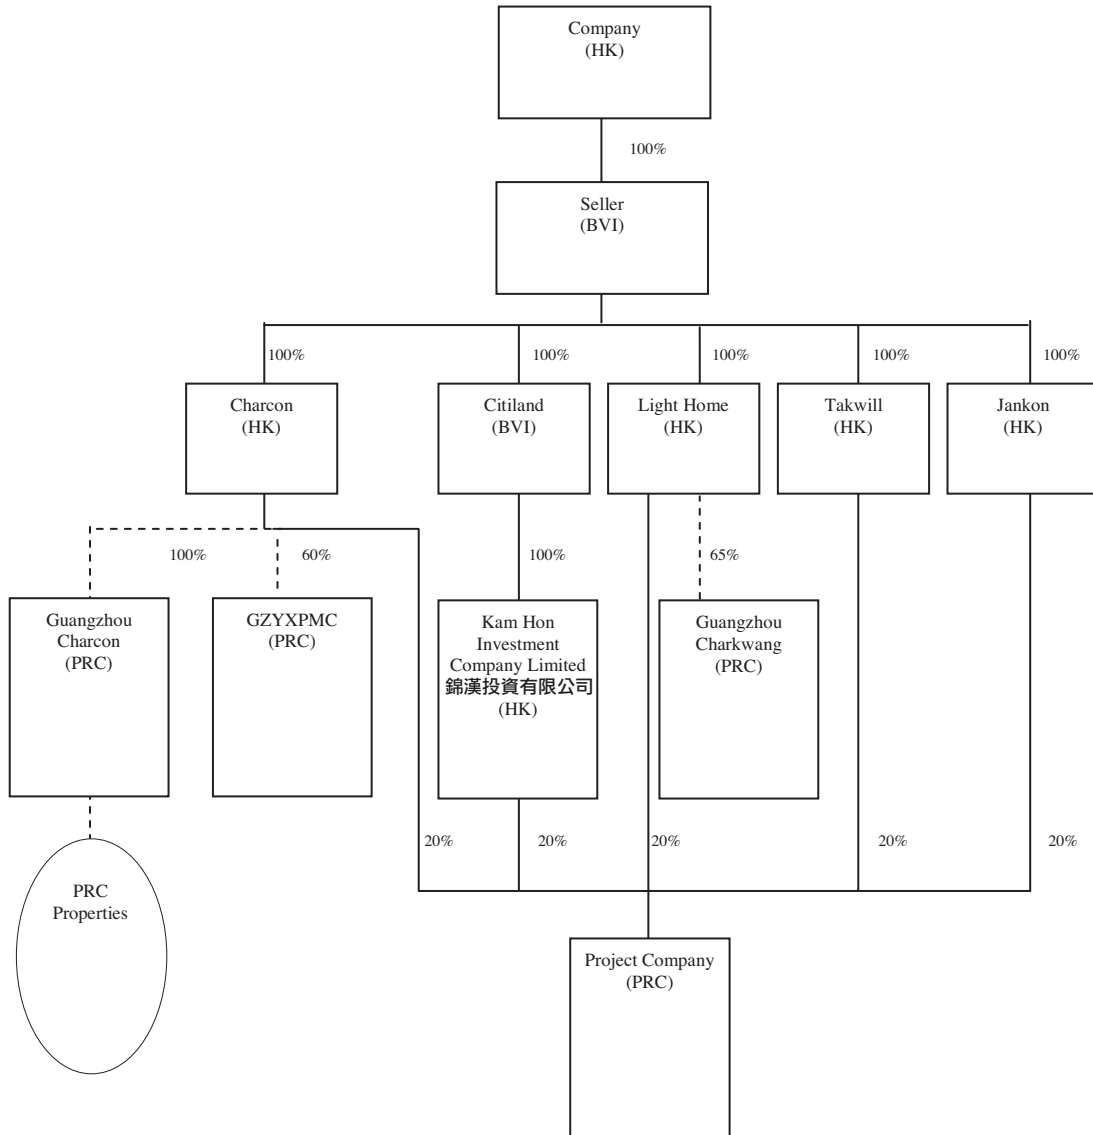 Company
(HK)
100%
Seller
(BVI)
100%
100%
100%
100%
100%
Charcon
(HK)
Citiland
(BVI)
Light Home
(HK)
Takwill
(HK)
Jankon
(HK)
100%
60%
100%
65%
Guangzhou
Charcon
(PRC)
GZYXPMC
(PRC)
Kam Hon
Investment
Company Limited
錦漢投資有限公司
(HK)
Guangzhou
Charkwang
(PRC)
20%
20%
20%
20%
20%
PRC
Properties
Project Company
(PRC)